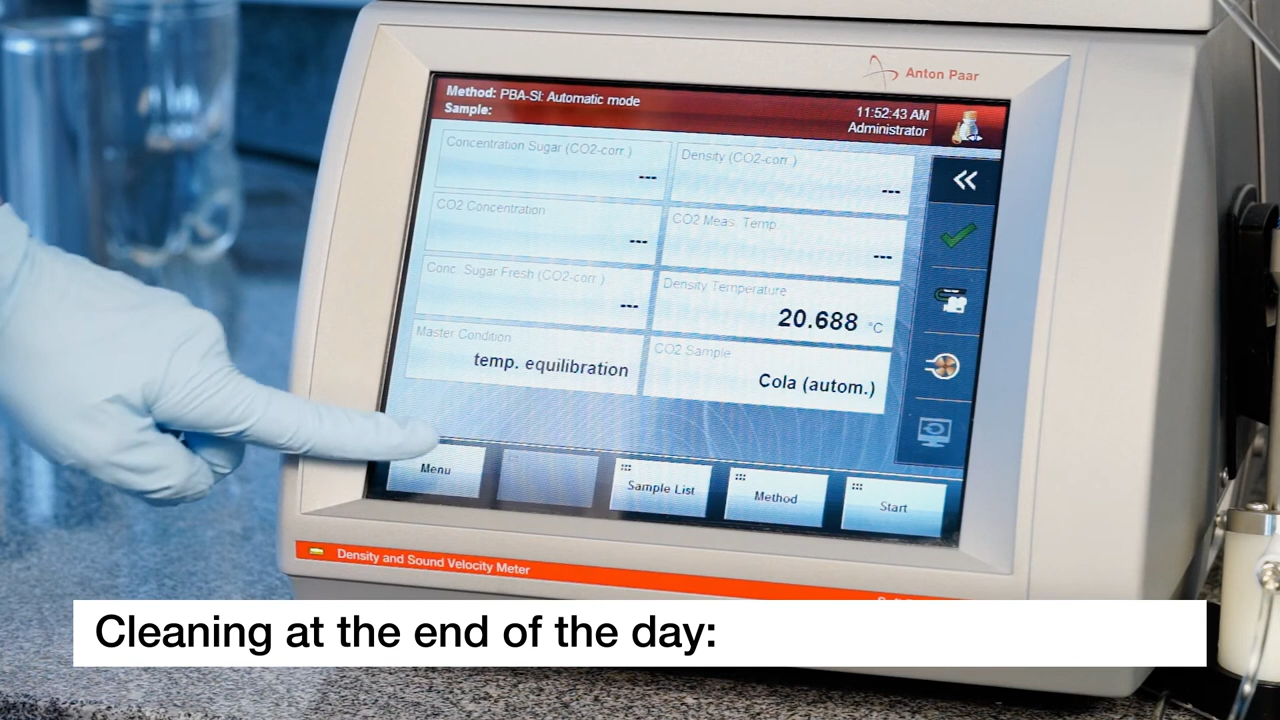 Anton Paar
Method: PBA-SI: Automatic mode
Sample:
11:52:43 AM
Administrator
Concentration Sugar (CO2-corr.)
---
Density (CO2-corr.)
---
CO2 Concentration
---
CO2 Meas. Temp.
---
Conc. Sugar Fresh (CO2-corr.)
---
Density Temperature
20.688 °C
Master Condition
temp. equilibration
CO2 Sample
Cola (autom.)
Menu
Sample List
Method
Start
Density and Sound Velocity Meter
Cleaning at the end of the day: